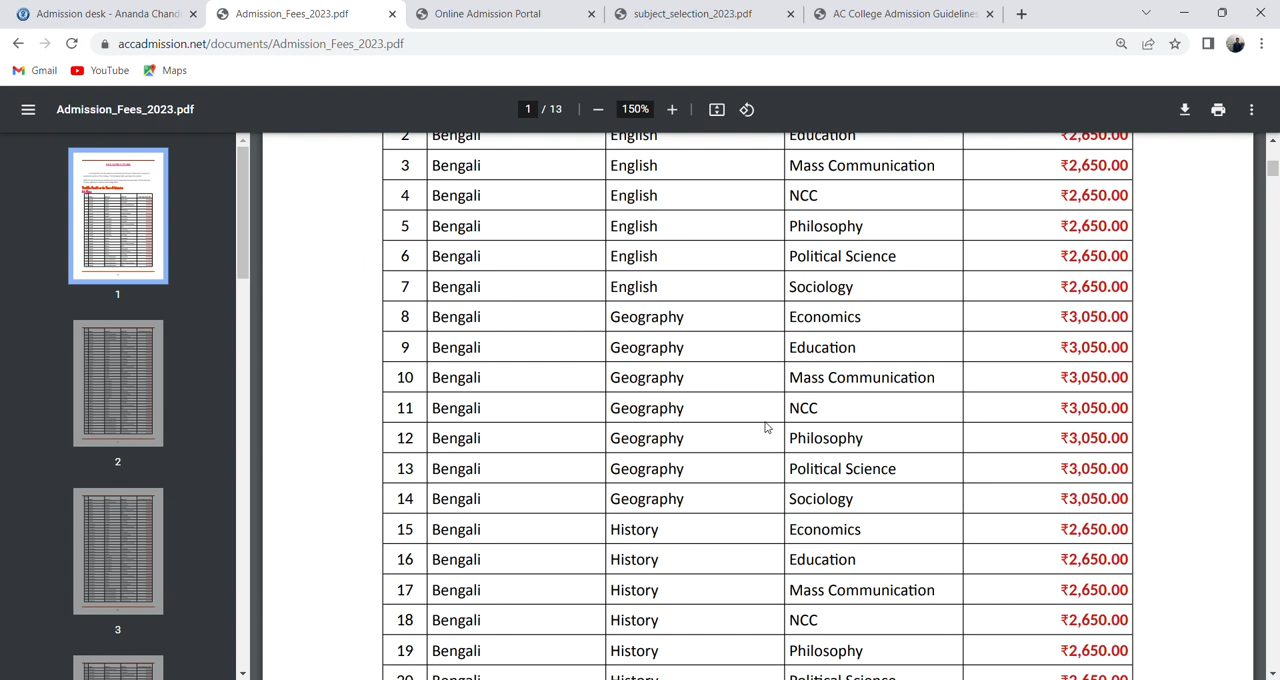 Admission desk - Ananda Chand
Admission_Fees_2023.pdf
Online Admission Portal
subject_selection_2023.pdf
AC College Admission Guidelines
accadmission.net/documents/Admission_Fees_2023.pdf
Gmail YouTube Maps
Admission_Fees_2023.pdf 1 / 13 150%
2 Bengali English Education ₹2,650.00
3 Bengali English Mass Communication ₹2,650.00
4 Bengali English NCC ₹2,650.00
5 Bengali English Philosophy ₹2,650.00
6 Bengali English Political Science ₹2,650.00
7 Bengali English Sociology ₹2,650.00
8 Bengali Geography Economics ₹3,050.00
9 Bengali Geography Education ₹3,050.00
10 Bengali Geography Mass Communication ₹3,050.00
11 Bengali Geography NCC ₹3,050.00
12 Bengali Geography Philosophy ₹3,050.00
13 Bengali Geography Political Science ₹3,050.00
14 Bengali Geography Sociology ₹3,050.00
15 Bengali History Economics ₹2,650.00
16 Bengali History Education ₹2,650.00
17 Bengali History Mass Communication ₹2,650.00
18 Bengali History NCC ₹2,650.00
19 Bengali History Philosophy ₹2,650.00
20 Bengali History Political Science ₹2,650.00
1
2
3